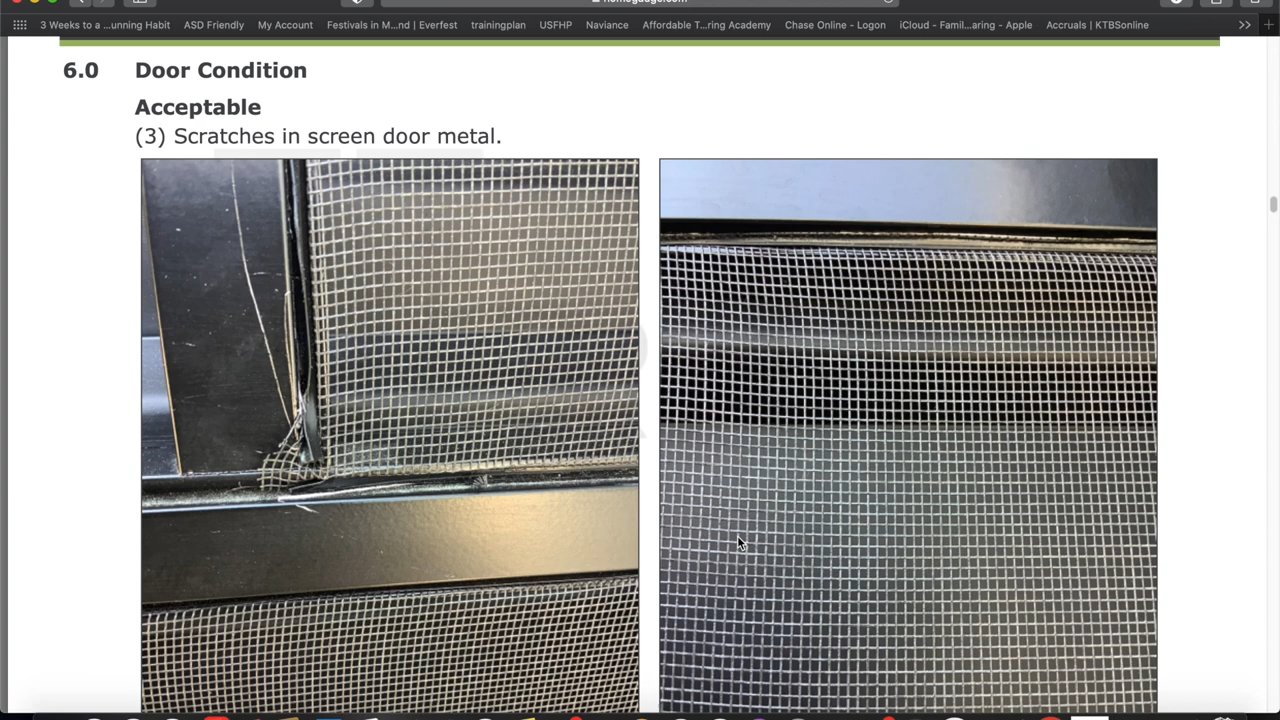 3 Weeks to a ...unning Habit ASD Friendly My Account Festivals in M...nd | Everfest trainingplan USFHP Naviance Affordable T...ring Academy Chase Online - Logon iCloud - Famil...aring - Apple Accruals | KTBSonline
6.0 Door Condition
Acceptable
(3) Scratches in screen door metal.